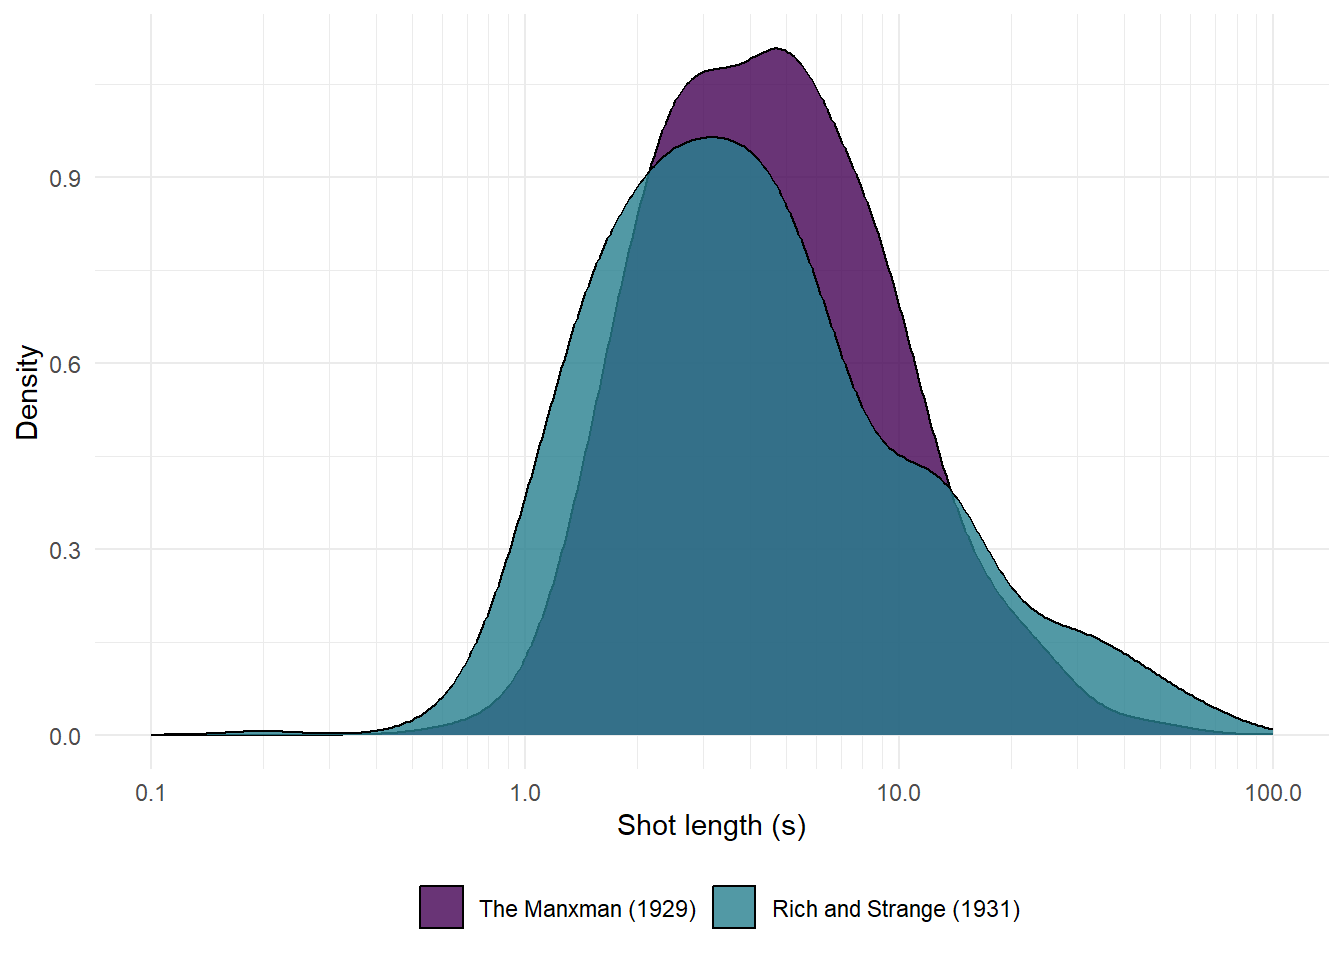 Density
0.9
0.6
0.3
0.0
0.1 1.0 10.0 100.0
Shot length (s)
The Manxman (1929) Rich and Strange (1931)